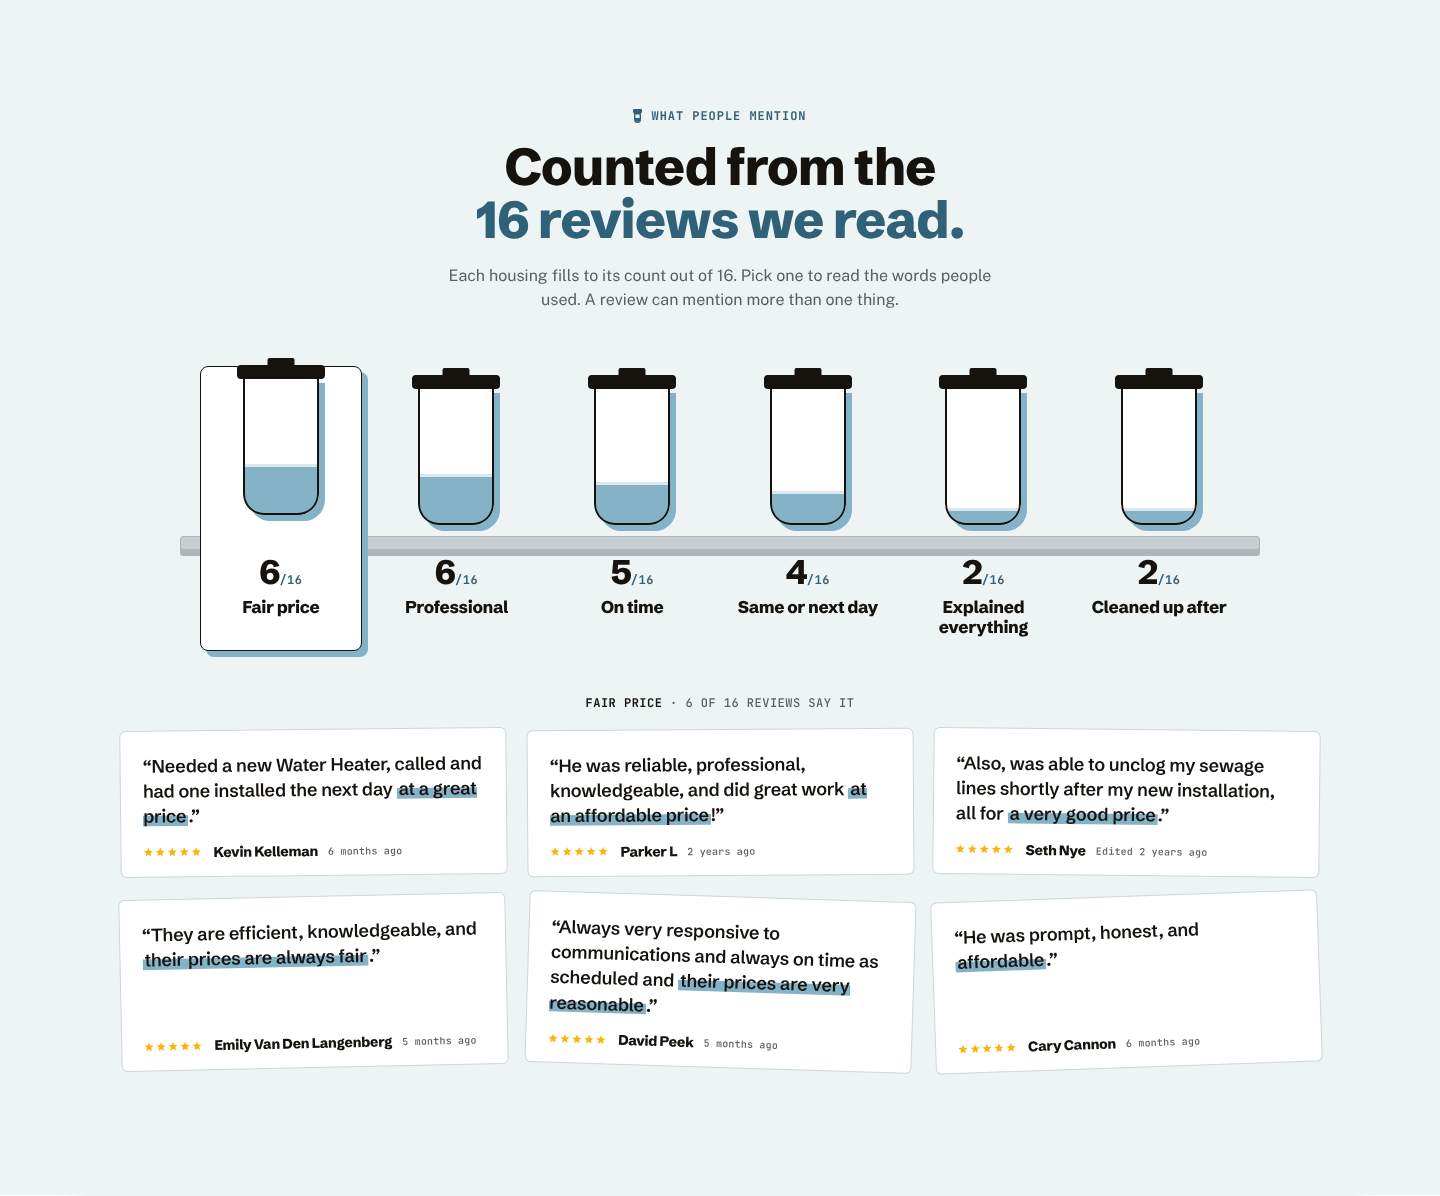 WHAT PEOPLE MENTION
Counted from the
16 reviews we read.
Each housing fills to its count out of 16. Pick one to read the words people
used. A review can mention more than one thing.
6/16
Fair price
6/16
Professional
5/16
On time
4/16
Same or next day
2/16
Explained
everything
2/16
Cleaned up after
FAIR PRICE · 6 OF 16 REVIEWS SAY IT
“Needed a new Water Heater, called and
had one installed the next day at a great
price.”
Kevin Kelleman 6 months ago
“He was reliable, professional,
knowledgeable, and did great work at
an affordable price!”
Parker L 2 years ago
“Also, was able to unclog my sewage
lines shortly after my new installation,
all for a very good price.”
Seth Nye Edited 2 years ago
“They are efficient, knowledgeable, and
their prices are always fair.”
Emily Van Den Langenberg 5 months ago
“Always very responsive to
communications and always on time as
scheduled and their prices are very
reasonable.”
David Peek 5 months ago
“He was prompt, honest, and
affordable.”
Cary Cannon 6 months ago